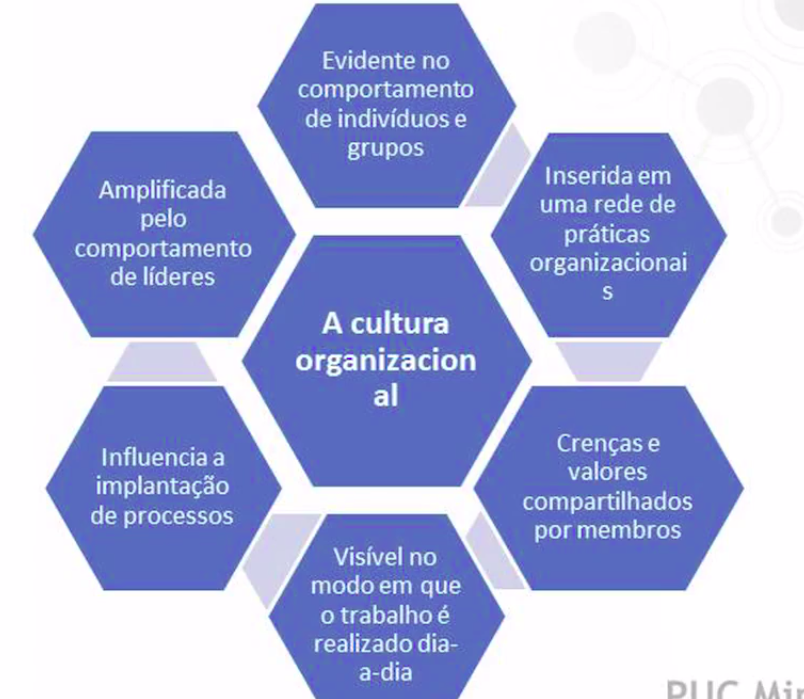 Evidente no
comportamento
de indivíduos e
grupos
Inserida em
uma rede de
práticas
organizacionai
s
Amplificada
pelo
comportamento
de líderes
A cultura
organizacion
al
Crenças e
valores
compartilhados
por membros
Influencia a
implantação
de processos
Visível no
modo em que
o trabalho é
realizado dia-
a-dia
PUC